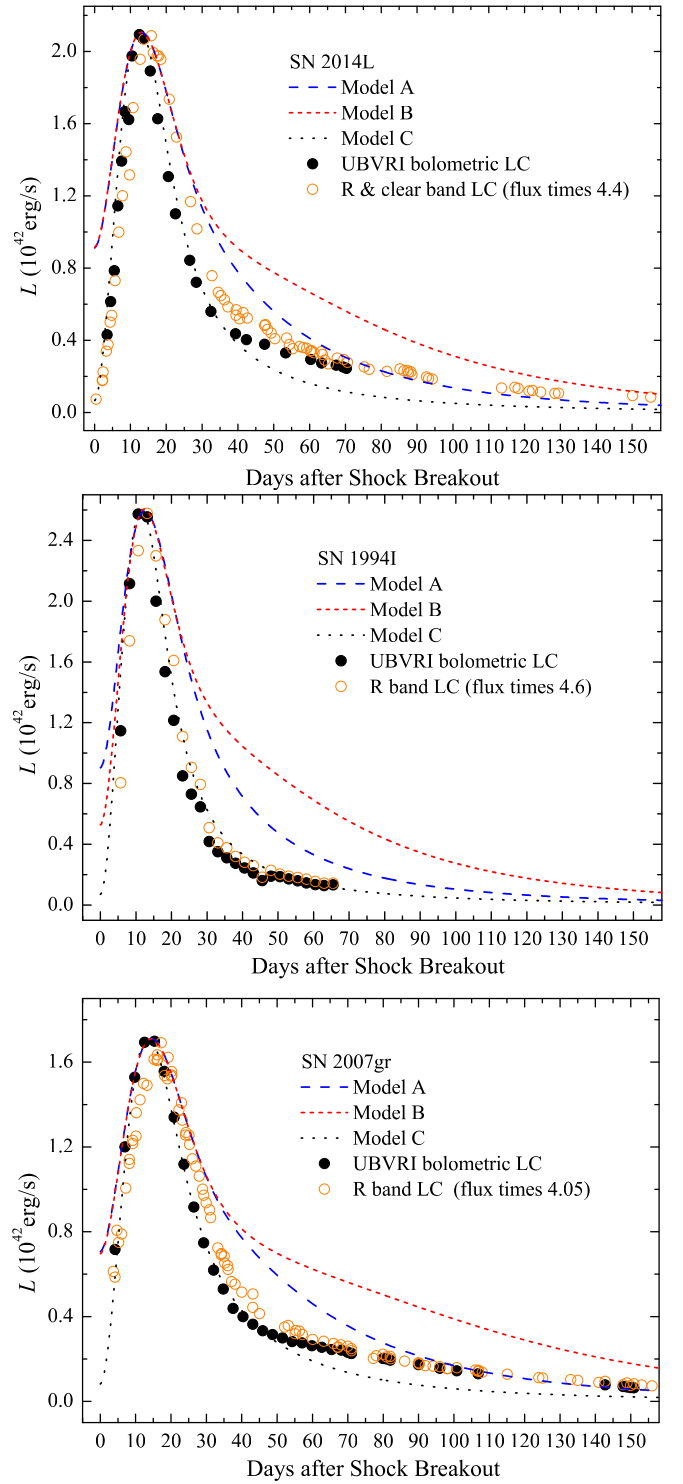 SN 2014L
Model A
Model B
Model C
UBVRI bolometric LC
R & clear band LC (flux times 4.4)
L (10^42 erg/s)
2.0
1.6
1.2
0.8
0.4
0.0
0 10 20 30 40 50 60 70 80 90 100 110 120 130 140 150
Days after Shock Breakout
SN 1994I
Model A
Model B
Model C
UBVRI bolometric LC
R band LC (flux times 4.6)
L (10^42 erg/s)
2.4
2.0
1.6
1.2
0.8
0.4
0.0
0 10 20 30 40 50 60 70 80 90 100 110 120 130 140 150
Days after Shock Breakout
SN 2007gr
Model A
Model B
Model C
UBVRI bolometric LC
R band LC (flux times 4.05)
L (10^42 erg/s)
1.6
1.2
0.8
0.4
0.0
0 10 20 30 40 50 60 70 80 90 100 110 120 130 140 150
Days after Shock Breakout